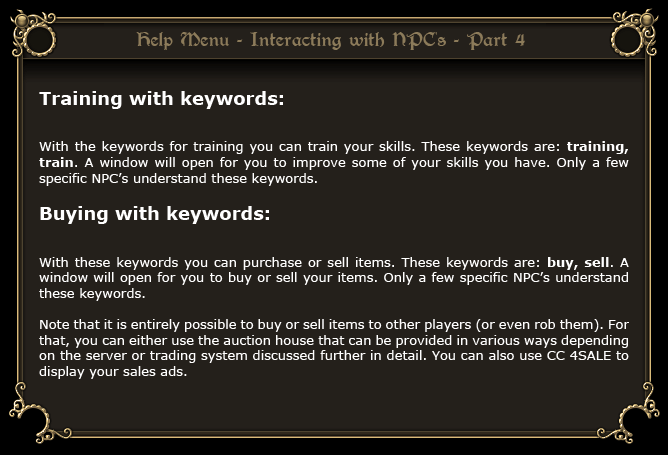 Help Menu - Interacting with NPCs - Part 4
Training with keywords:
With the keywords for training you can train your skills. These keywords are: training,
train. A window will open for you to improve some of your skills you have. Only a few
specific NPC’s understand these keywords.
Buying with keywords:
With these keywords you can purchase or sell items. These keywords are: buy, sell. A
window will open for you to buy or sell your items. Only a few specific NPC’s understand
these keywords.
Note that it is entirely possible to buy or sell items to other players (or even rob them). For
that, you can either use the auction house that can be provided in various ways depending
on the server or trading system discussed further in detail. You can also use CC 4SALE to
display your sales ads.